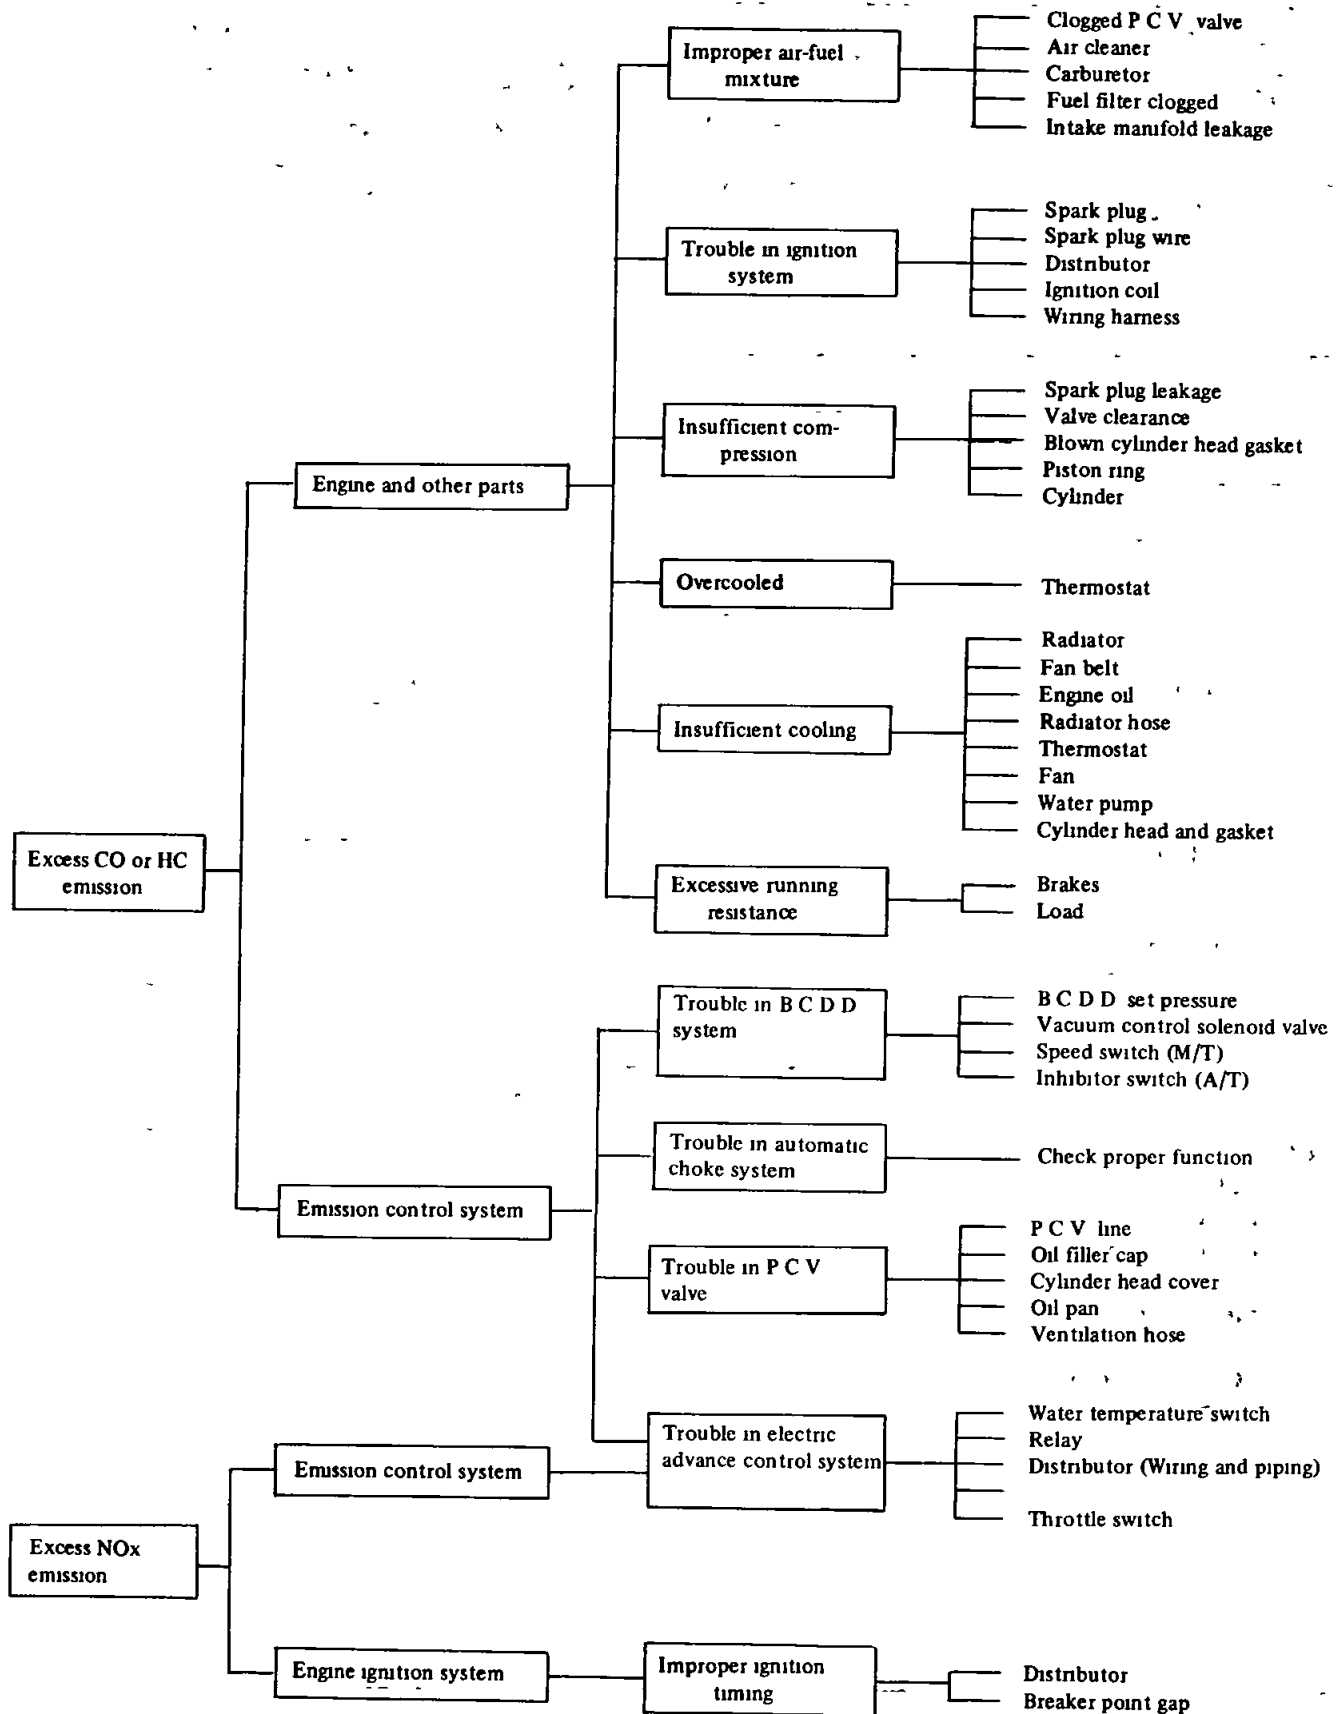 Clogged P C V valve
Air cleaner
Improper air-fuel
mixture
Carburetor
Fuel filter clogged
Intake manifold leakage
Spark plug
Spark plug wire
Trouble in ignition
system
Distributor
Ignition coil
Wiring harness
Spark plug leakage
Valve clearance
Insufficient com-
pression
Blown cylinder head gasket
Piston ring
Cylinder
Engine and other parts
Overcooled
Thermostat
Radiator
Fan belt
Engine oil
Insufficient cooling
Radiator hose
Thermostat
Fan
Water pump
Cylinder head and gasket
Excess CO or HC
emission
Excessive running
resistance
Brakes
Load
Trouble in B C D D
system
B C D D set pressure
Vacuum control solenoid valve
Speed switch (M/T)
Inhibitor switch (A/T)
Trouble in automatic
choke system
Check proper function
Emission control system
P C V line
Oil filler cap
Trouble in P C V
valve
Cylinder head cover
Oil pan
Ventilation hose
Water temperature switch
Relay
Trouble in electric
advance control system
Distributor (Wiring and piping)
Throttle switch
Emission control system
Excess NOx
emission
Engine ignition system
Improper ignition
timing
Distributor
Breaker point gap